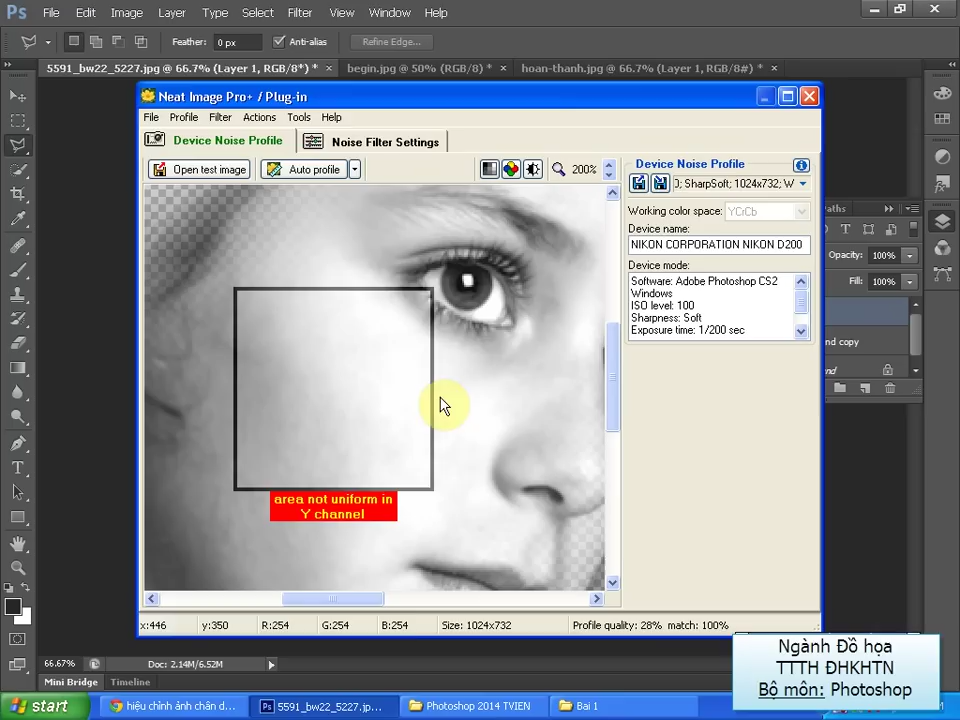 Ps File Edit Image Layer Type Select Filter View Window Help
Feather: 0 px Anti-alias Refine Edge...
5591_bw22_5227.jpg @ 66.7% (Layer 1, RGB/8*) * × begin.jpg @ 50% (RGB/8) * × hoan-thanh.jpg @ 66.7% (Layer 1, RGB/8#) * ×
Neat Image Pro+ / Plug-in
File Profile Filter Actions Tools Help
Device Noise Profile Noise Filter Settings
Open test image Auto profile 200%
Device Noise Profile
0; SharpSoft; 1024x732; W
Working color space: YCrCb
Device name:
NIKON CORPORATION NIKON D200
Device mode:
Software: Adobe Photoshop CS2
Windows
ISO level: 100
Sharpness: Soft
Exposure time: 1/200 sec
aths
Opacity: 100%
Fill: 100%
nd copy
nd
area not uniform in
Y channel
x:446 y:350 R:254 G:254 B:254 Size: 1024x732 Profile quality: 28% match: 100%
66.67% Doc: 2.14M/6.52M
Mini Bridge Timeline
Ngành Đồ họa
TTTH ĐHKHTN
Bộ môn: Photoshop
start hiệu chỉnh ảnh chân d... Ps 5591_bw22_5227.jp... Photoshop 2014 TVIEN Bai 1